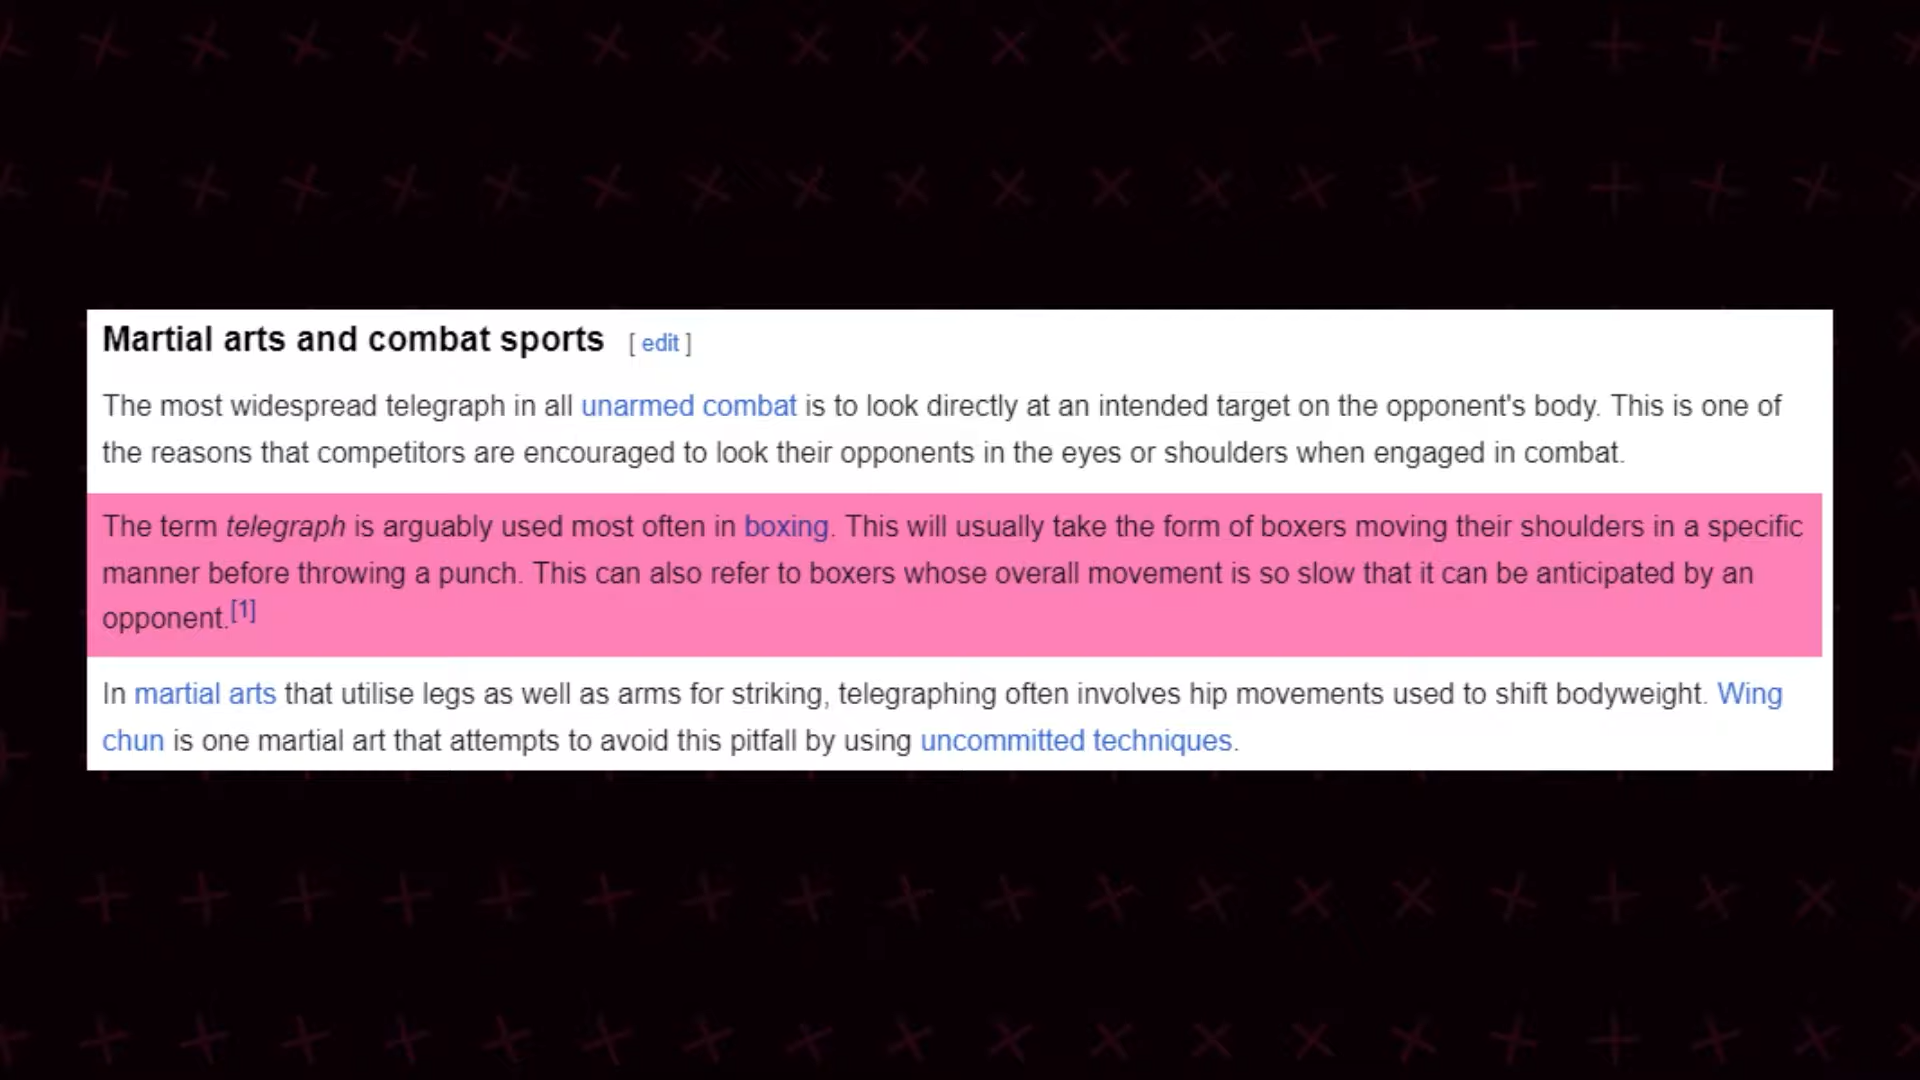 Martial arts and combat sports [ edit ]
The most widespread telegraph in all unarmed combat is to look directly at an intended target on the opponent's body. This is one of
the reasons that competitors are encouraged to look their opponents in the eyes or shoulders when engaged in combat.
The term telegraph is arguably used most often in boxing. This will usually take the form of boxers moving their shoulders in a specific
manner before throwing a punch. This can also refer to boxers whose overall movement is so slow that it can be anticipated by an
opponent.[1]
In martial arts that utilise legs as well as arms for striking, telegraphing often involves hip movements used to shift bodyweight. Wing
chun is one martial art that attempts to avoid this pitfall by using uncommitted techniques.